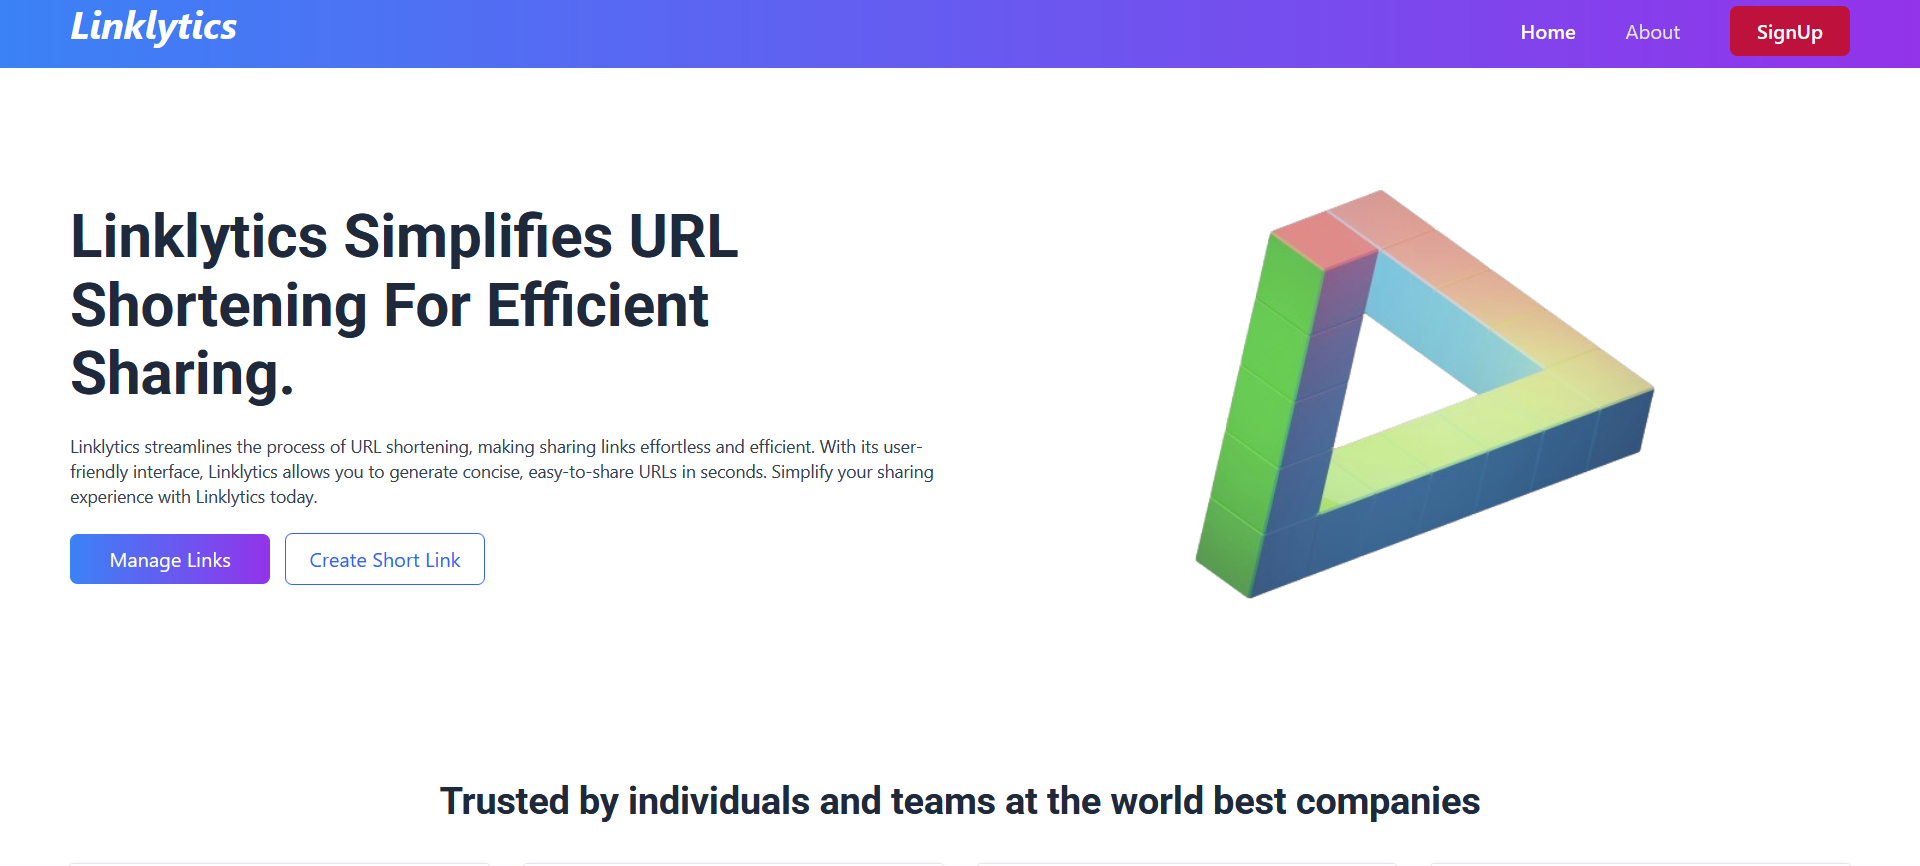 Linklytics
Home About SignUp
Linklytics Simplifies URL
Shortening For Efficient
Sharing.
Linklytics streamlines the process of URL shortening, making sharing links effortless and efficient. With its user-
friendly interface, Linklytics allows you to generate concise, easy-to-share URLs in seconds. Simplify your sharing
experience with Linklytics today.
Manage Links Create Short Link
Trusted by individuals and teams at the world best companies